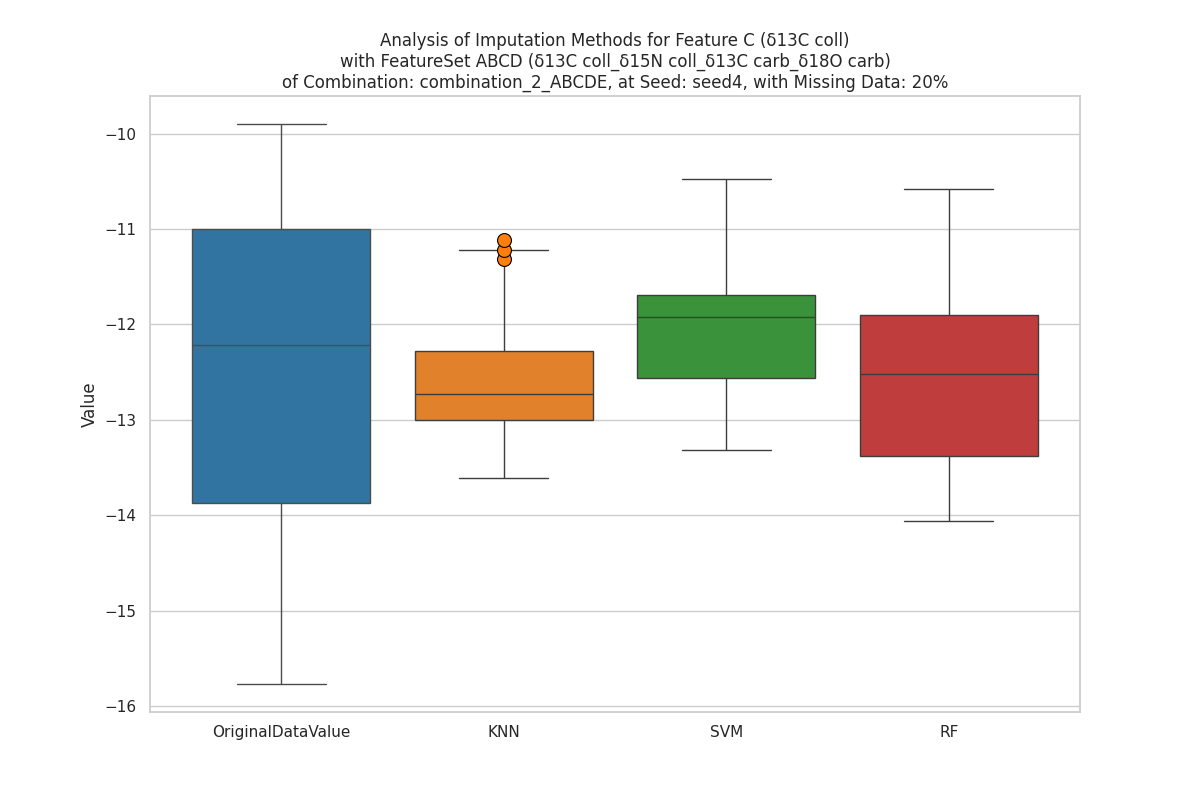 Analysis of Imputation Methods for Feature C (δ13C coll)
with FeatureSet ABCD (δ13C coll_δ15N coll_δ13C carb_δ18O carb)
of Combination: combination_2_ABCDE, at Seed: seed4, with Missing Data: 20%
Value
−10
−11
−12
−13
−14
−15
−16
OriginalDataValue
KNN
SVM
RF